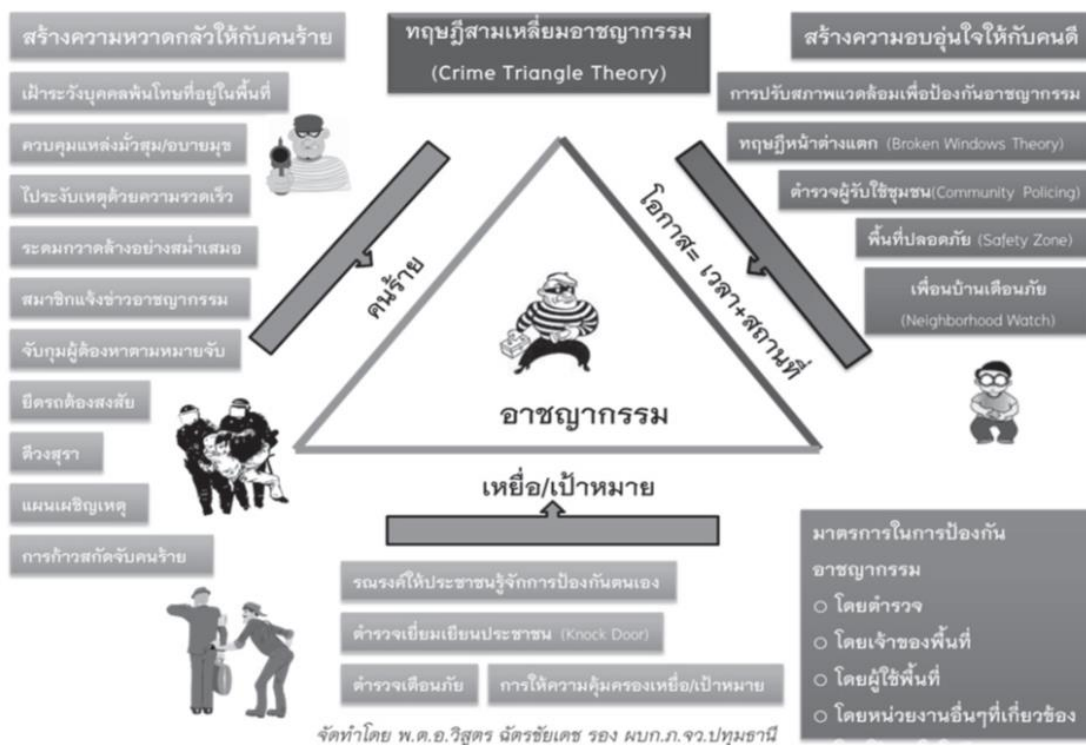 สร้างความหวาดกลัวให้กับคนร้าย
เฝ้าระวังบุคคลพ้นโทษที่อยู่ในพื้นที่
ควบคุมแหล่งมั่วสุม/อบายมุข
ไประงับเหตุด้วยความรวดเร็ว
ระดมกวาดล้างอย่างสม่ำเสมอ
สมาชิกแจ้งข่าวอาชญากรรม
จับกุมผู้ต้องหาตามหมายจับ
ยึดรถต้องสงสัย
ตีวงสุรา
แผนเผชิญเหตุ
การก้าวสกัดจับคนร้าย
ทฤษฎีสามเหลี่ยมอาชญากรรม
(Crime Triangle Theory)
คนร้าย
โอกาส= เวลา+สถานที่
อาชญากรรม
เหยื่อ/เป้าหมาย
รณรงค์ให้ประชาชนรู้จักการป้องกันตนเอง
ตำรวจเยี่ยมเยียนประชาชน (Knock Door)
ตำรวจเตือนภัย
การให้ความคุ้มครองเหยื่อ/เป้าหมาย
สร้างความอบอุ่นใจให้กับคนดี
การปรับสภาพแวดล้อมเพื่อป้องกันอาชญากรรม
ทฤษฎีหน้าต่างแตก (Broken Windows Theory)
ตำรวจผู้รับใช้ชุมชน(Community Policing)
พื้นที่ปลอดภัย (Safety Zone)
เพื่อนบ้านเตือนภัย
(Neighborhood Watch)
มาตรการในการป้องกัน
อาชญากรรม
○ โดยตำรวจ
○ โดยเจ้าของพื้นที่
○ โดยผู้ใช้พื้นที่
○ โดยหน่วยงานอื่นๆที่เกี่ยวข้อง
จัดทำโดย พ.ต.อ.วิสูตร ฉัตรชัยเดช รอง ผบก.ภ.จว.ปทุมธานี